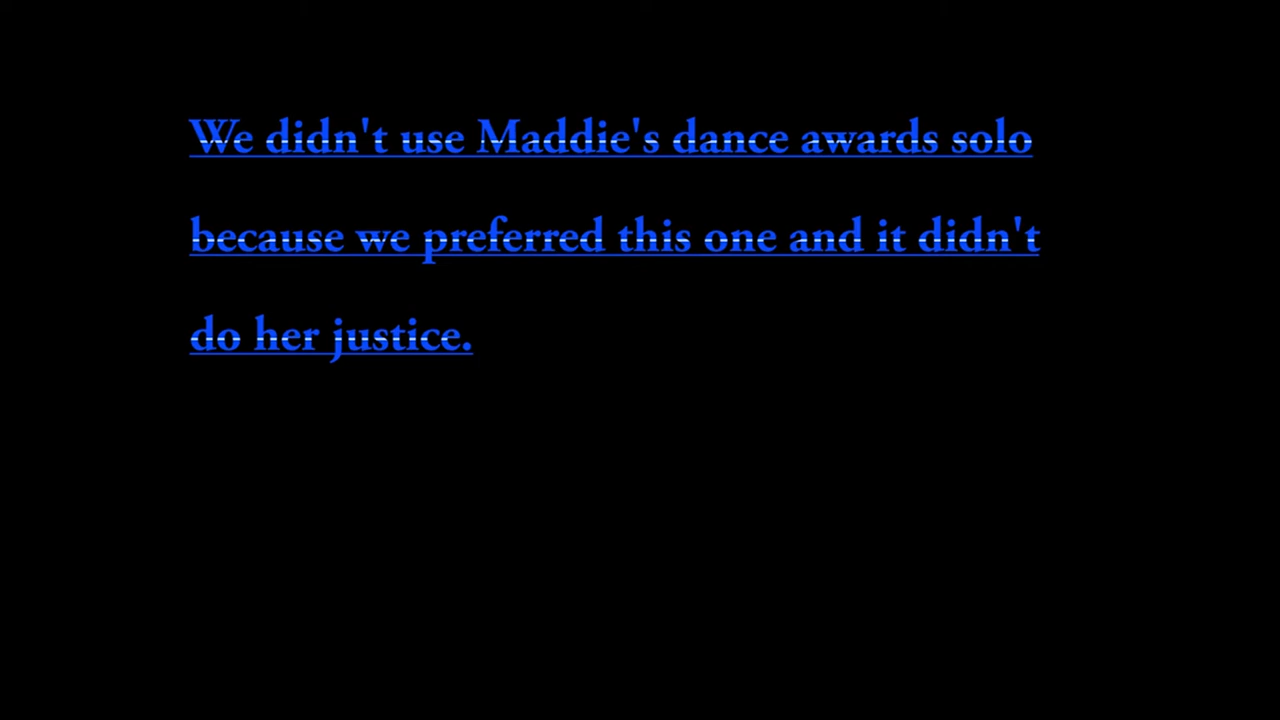 We didn't use Maddie's dance awards solo
because we preferred this one and it didn't
do her justice.